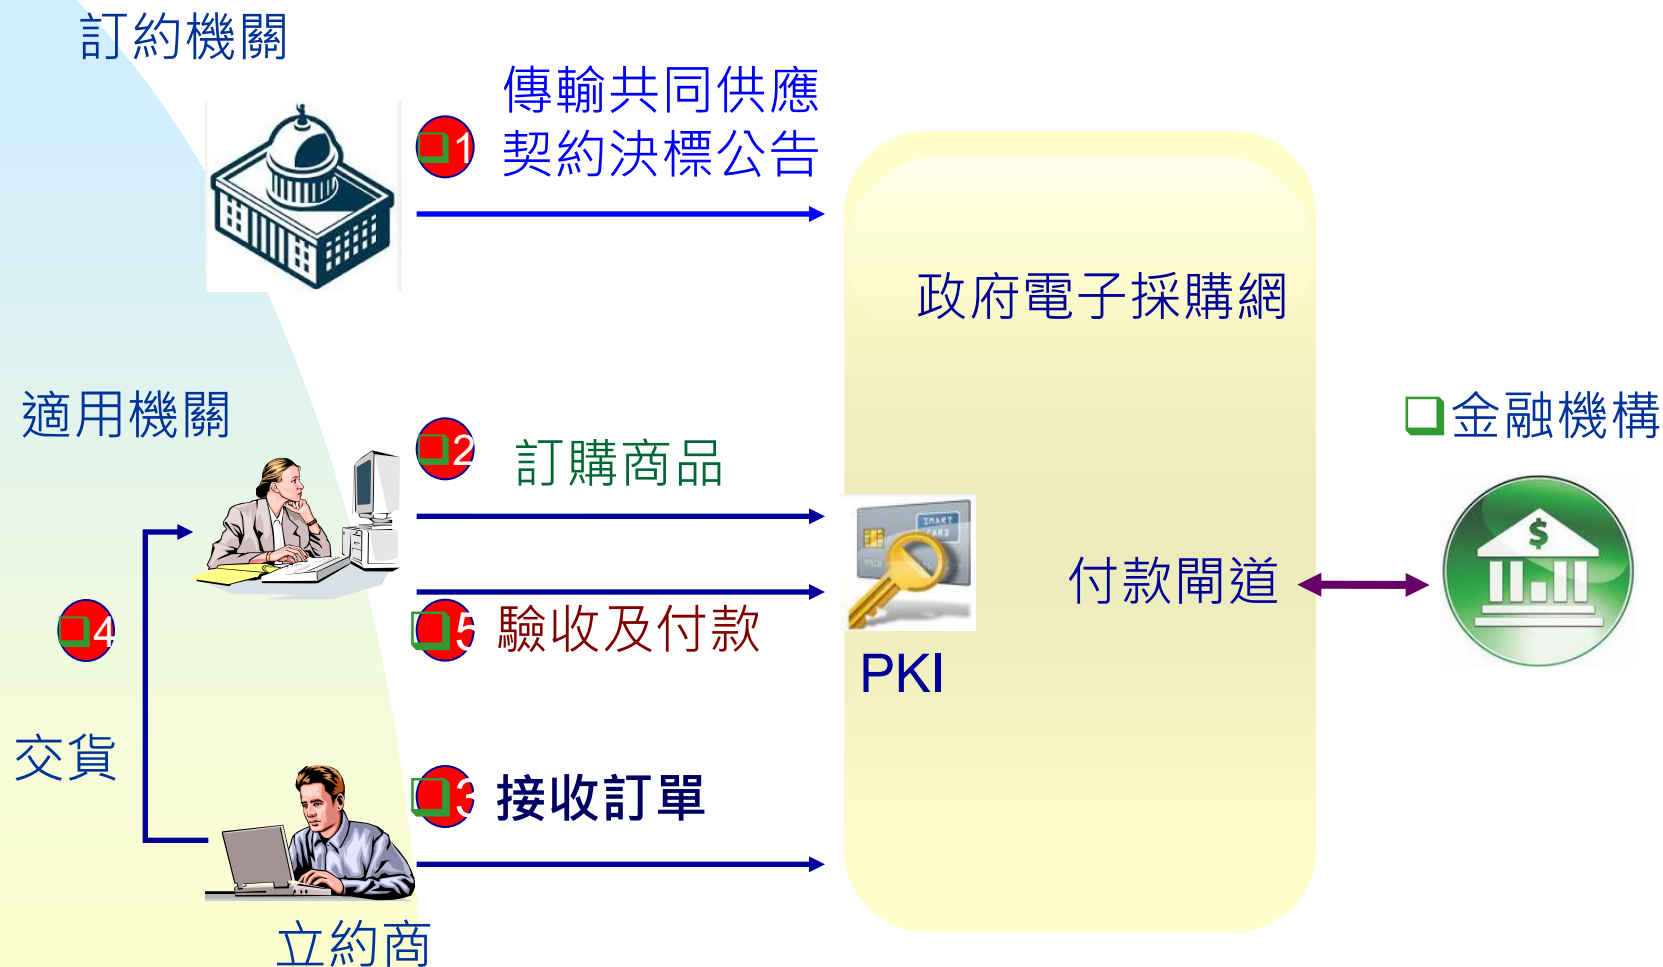 訂約機關
❑1
傳輸共同供應
契約決標公告
政府電子採購網
適用機關
❑2
訂購商品
❑金融機構
SMART
CARD
付款閘道
❑4
❑5
驗收及付款
PKI
交貨
❑3
接收訂單
立約商